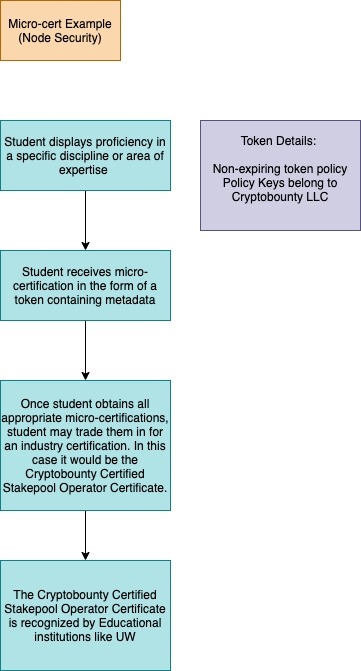 Micro-cert Example
(Node Security)
Student displays proficiency in
a specific discipline or area of
expertise
Token Details:
Non-expiring token policy
Policy Keys belong to
Cryptobounty LLC
Student receives micro-
certification in the form of a
token containing metadata
Once student obtains all
appropriate micro-certifications,
student may trade them in for
an industry certification. In this
case it would be the
Cryptobounty Certified
Stakepool Operator Certificate.
The Cryptobounty Certified
Stakepool Operator Certificate
is recognized by Educational
institutions like UW